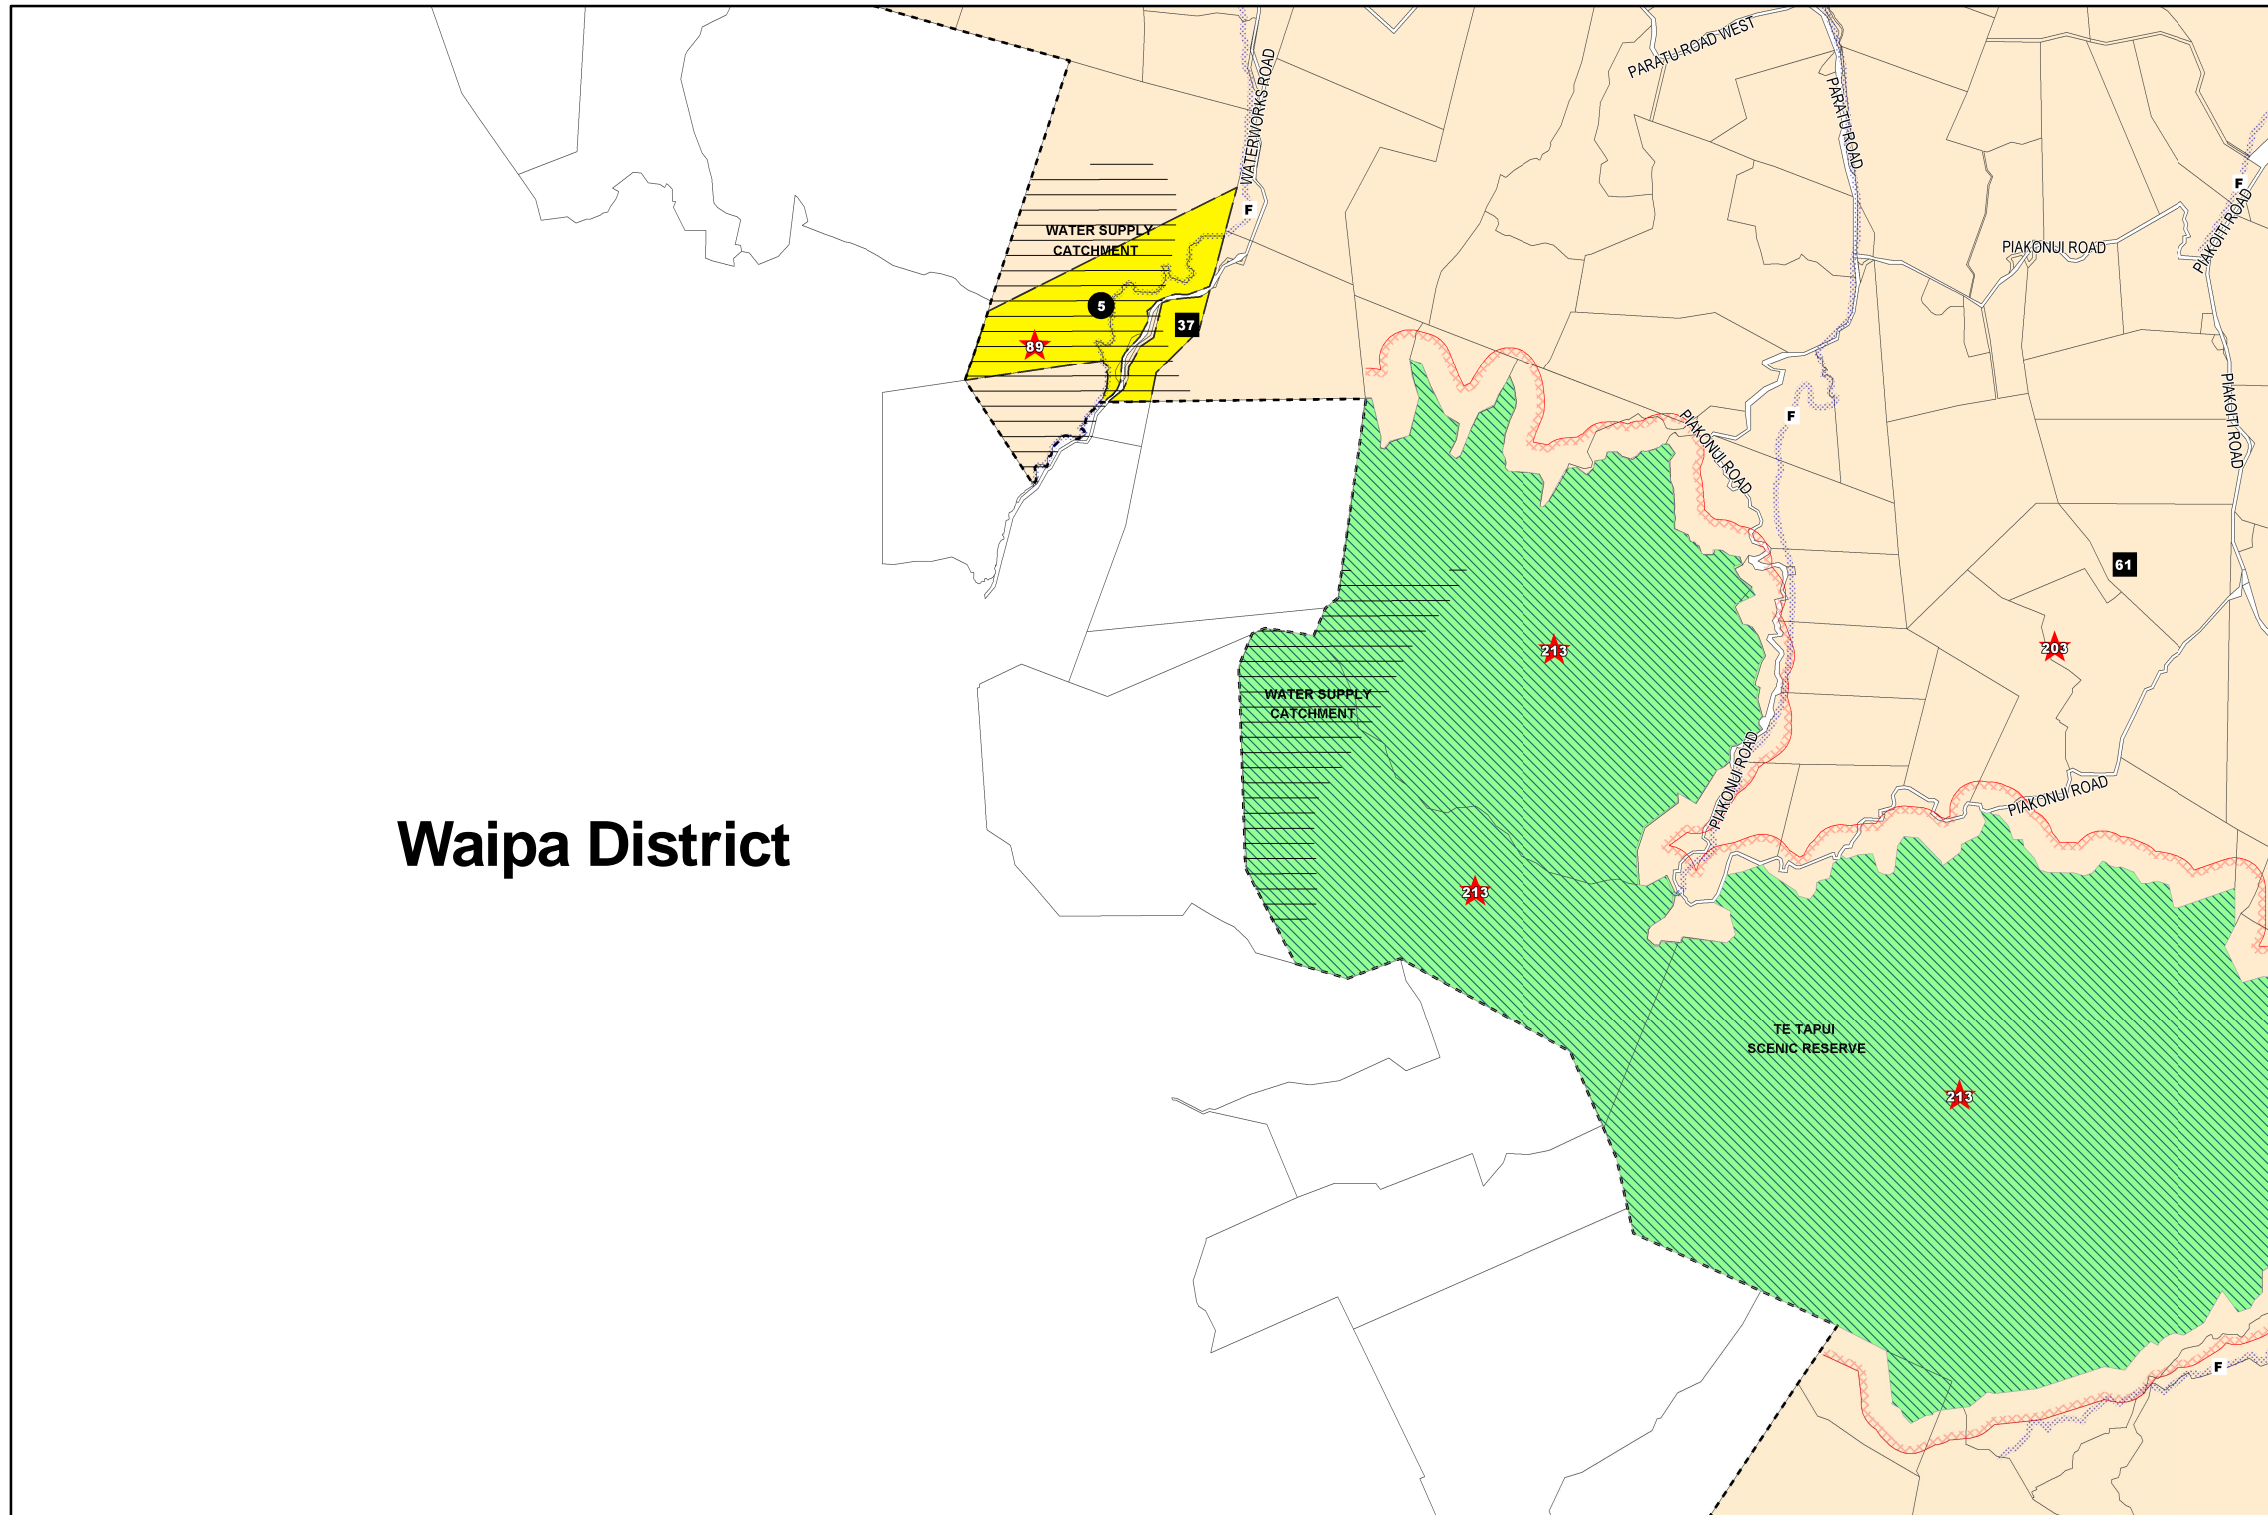 PARATU ROAD WEST
WATERWORKS ROAD
PARATU ROAD
F
F
PIAKOITI ROAD
PIAKONUI ROAD
WATER SUPPLY
CATCHMENT
5
37
89
PIAKOITI ROAD
F
PIAKONUI ROAD
61
213
203
WATER SUPPLY
CATCHMENT
PIAKONUI ROAD
PIAKONUI ROAD
Waipa District
213
TE TAPUI
SCENIC RESERVE
213
F